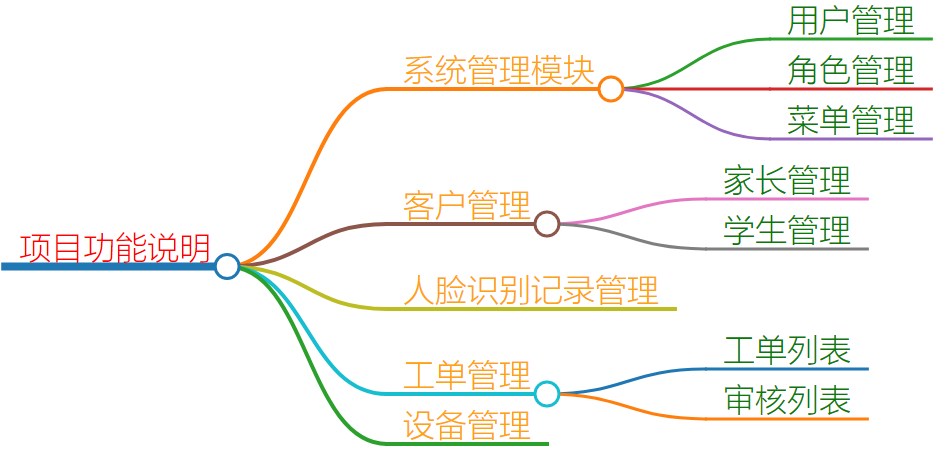 项目功能说明
系统管理模块
用户管理
角色管理
菜单管理
客户管理
家长管理
学生管理
人脸识别记录管理
工单管理
工单列表
审核列表
设备管理